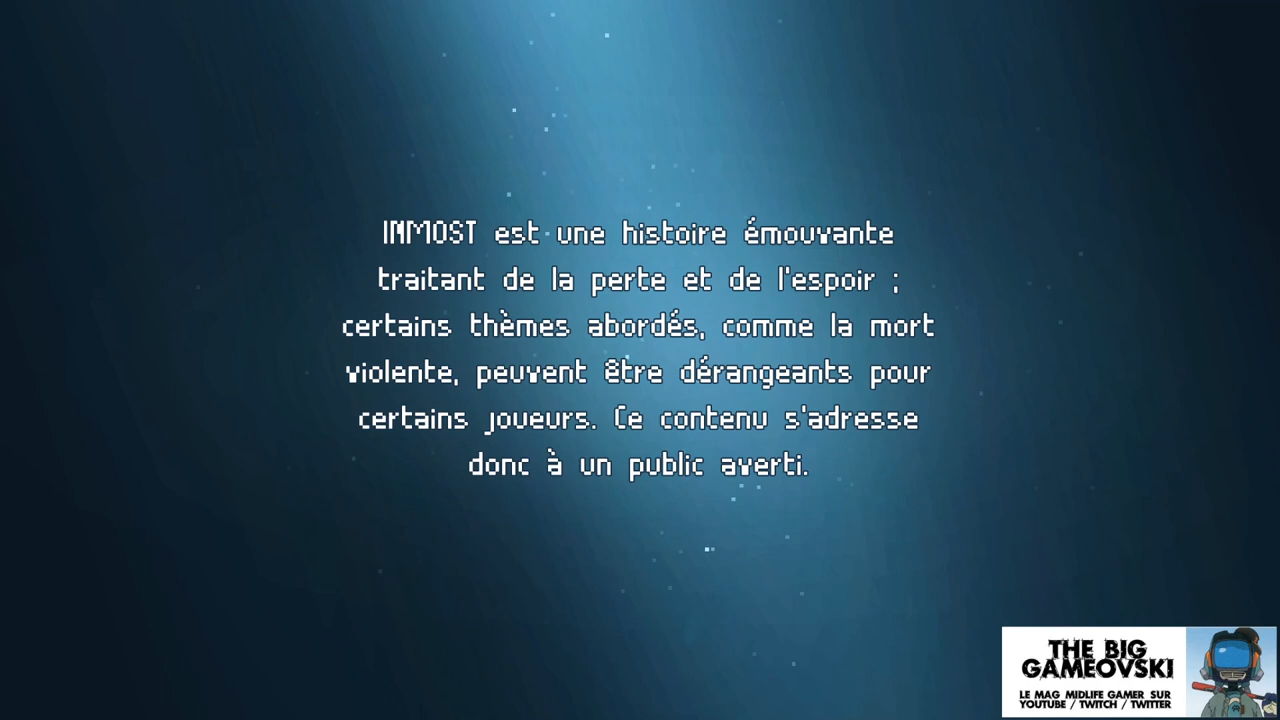 INMOST est une histoire émouvante
traitant de la perte et de l'espoir ;
certains thèmes abordés, comme la mort
violente, peuvent être dérangeants pour
certains joueurs. Ce contenu s'adresse
donc à un public averti.
THE BIG
GAMEOVSKI
LE MAG MIDLIFE GAMER SUR
YOUTUBE / TWITCH / TWITTER